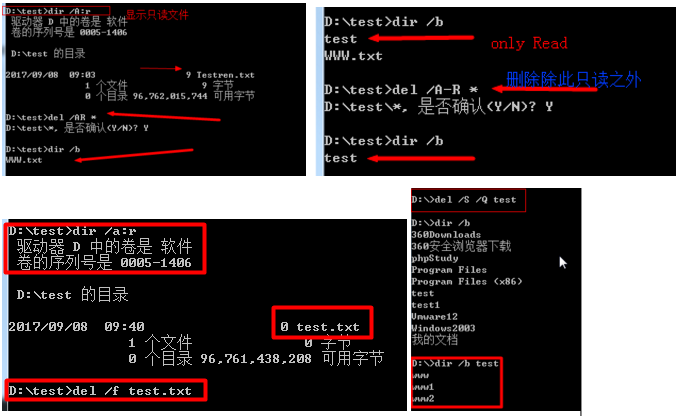 D:\test>dir /A:r 显示只读文件
驱动器 D 中的卷是 软件
卷的序列号是 0005-1406
D:\test 的目录
2017/09/08 09:03 9 Testren.txt
1 个文件 9 字节
0 个目录 96,762,015,744 可用字节
D:\test>del /AR *
D:\test\*, 是否确认(Y/N)? Y
D:\test>dir /b
WWW.txt
D:\test>dir /b
test
only Read
WWW.txt
删除除此只读之外
D:\test>del /A-R *
D:\test\*, 是否确认(Y/N)? Y
D:\test>dir /b
test
D:\test>dir /a:r
驱动器 D 中的卷是 软件
卷的序列号是 0005-1406
D:\test 的目录
2017/09/08 09:40 0 test.txt
1 个文件 0 字节
0 个目录 96,761,438,208 可用字节
D:\test>del /f test.txt
D:\>del /S /Q test
D:\>dir /b
360Downloads
360安全浏览器下载
phpStudy
Program Files
Program Files (x86)
test
test1
Vmware12
Windows2003
我的文档
D:\>dir /b test
www
www1
www2